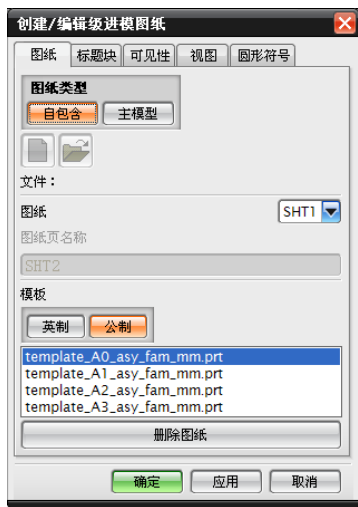 创建/编辑级进模图纸
图纸 标题块 可见性 视图 圆形符号
图纸类型
自包含 主模型
文件：
图纸 SHT1
图纸页名称
SHT2
模板
英制 公制
template_A0_asy_fam_mm.prt
template_A1_asy_fam_mm.prt
template_A2_asy_fam_mm.prt
template_A3_asy_fam_mm.prt
删除图纸
确定 应用 取消